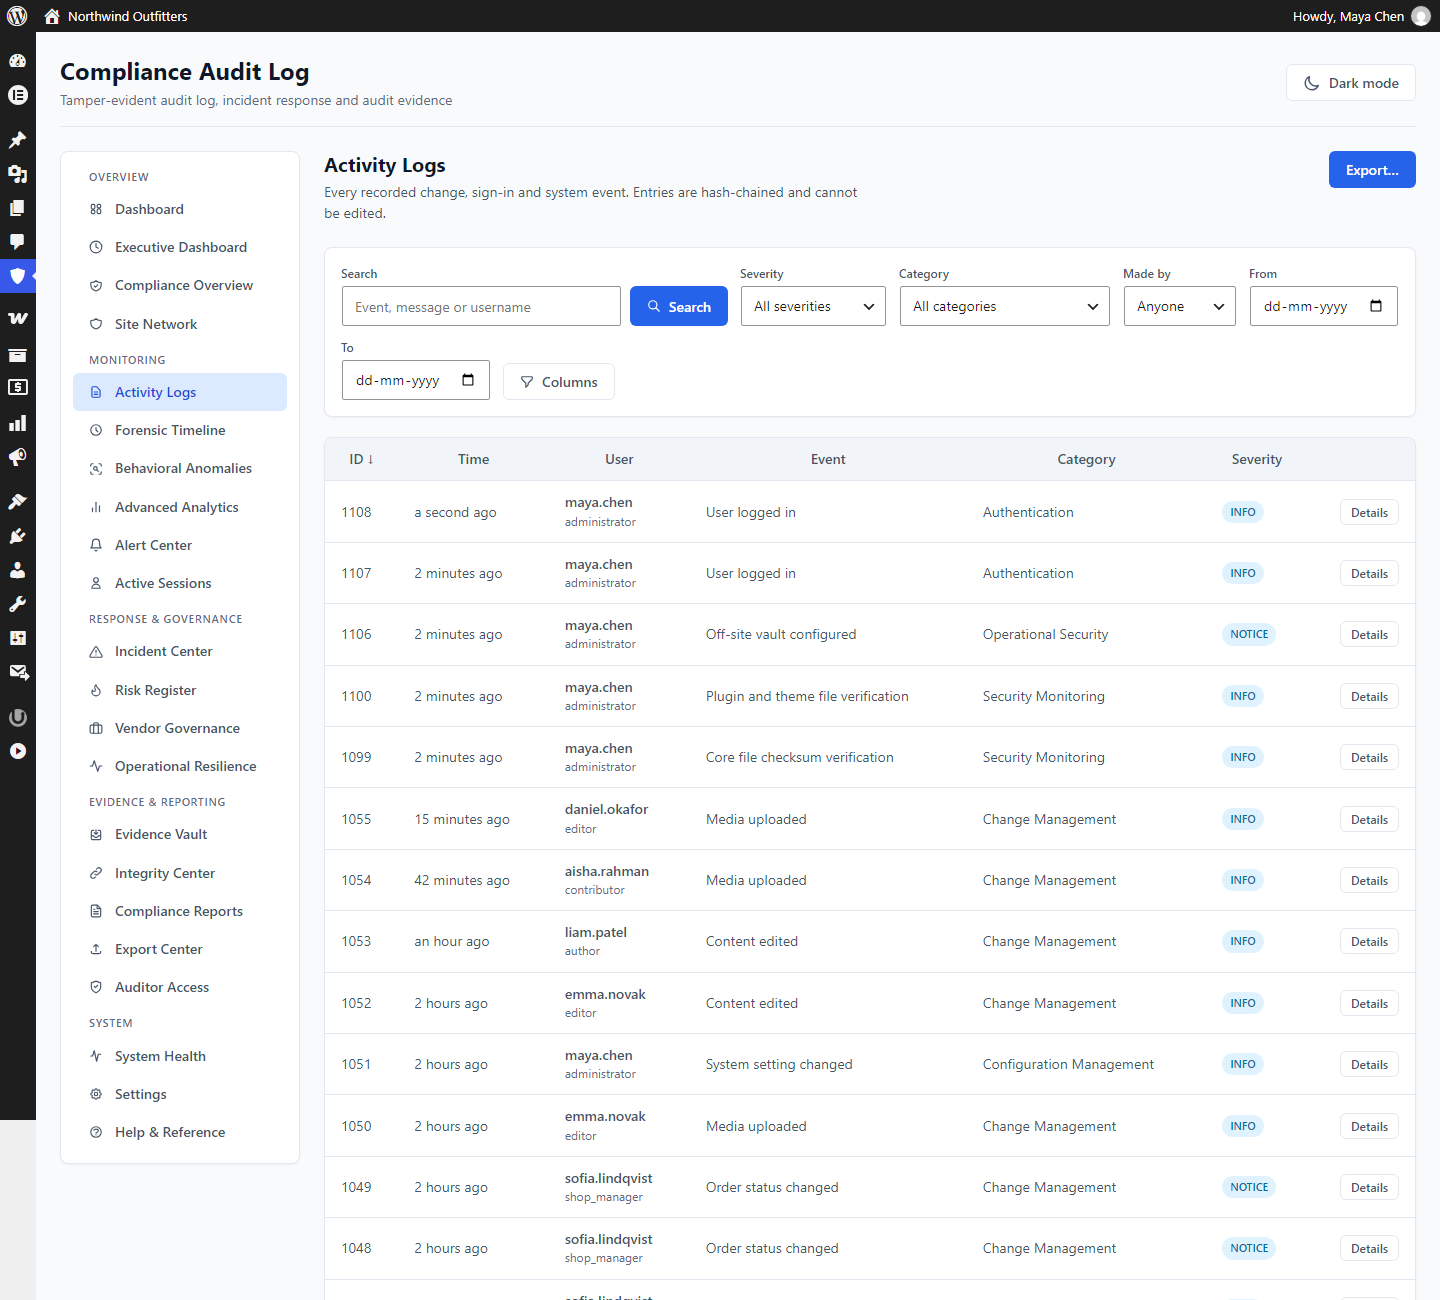 Northwind Outfitters
Howdy, Maya Chen
Compliance Audit Log
Tamper-evident audit log, incident response and audit evidence
Dark mode
OVERVIEW
Dashboard
Executive Dashboard
Compliance Overview
Site Network
MONITORING
Activity Logs
Forensic Timeline
Behavioral Anomalies
Advanced Analytics
Alert Center
Active Sessions
RESPONSE & GOVERNANCE
Incident Center
Risk Register
Vendor Governance
Operational Resilience
EVIDENCE & REPORTING
Evidence Vault
Integrity Center
Compliance Reports
Export Center
Auditor Access
SYSTEM
System Health
Settings
Help & Reference
Activity Logs
Every recorded change, sign-in and system event. Entries are hash-chained and cannot
be edited.
Export...
Search Severity Category Made by From
Event, message or username Search All severities All categories Anyone dd-mm-yyyy
To
dd-mm-yyyy Columns
ID ↓ Time User Event Category Severity
1108 a second ago maya.chen User logged in Authentication INFO Details
administrator
1107 2 minutes ago maya.chen User logged in Authentication INFO Details
administrator
1106 2 minutes ago maya.chen Off-site vault configured Operational Security NOTICE Details
administrator
1100 2 minutes ago maya.chen Plugin and theme file verification Security Monitoring INFO Details
administrator
1099 2 minutes ago maya.chen Core file checksum verification Security Monitoring INFO Details
administrator
1055 15 minutes ago daniel.okafor Media uploaded Change Management INFO Details
editor
1054 42 minutes ago aisha.rahman Media uploaded Change Management INFO Details
contributor
1053 an hour ago liam.patel Content edited Change Management INFO Details
author
1052 2 hours ago emma.novak Content edited Change Management INFO Details
editor
1051 2 hours ago maya.chen System setting changed Configuration Management INFO Details
administrator
1050 2 hours ago emma.novak Media uploaded Change Management INFO Details
editor
1049 2 hours ago sofia.lindqvist Order status changed Change Management NOTICE Details
shop_manager
1048 2 hours ago sofia.lindqvist Order status changed Change Management NOTICE Details
shop_manager